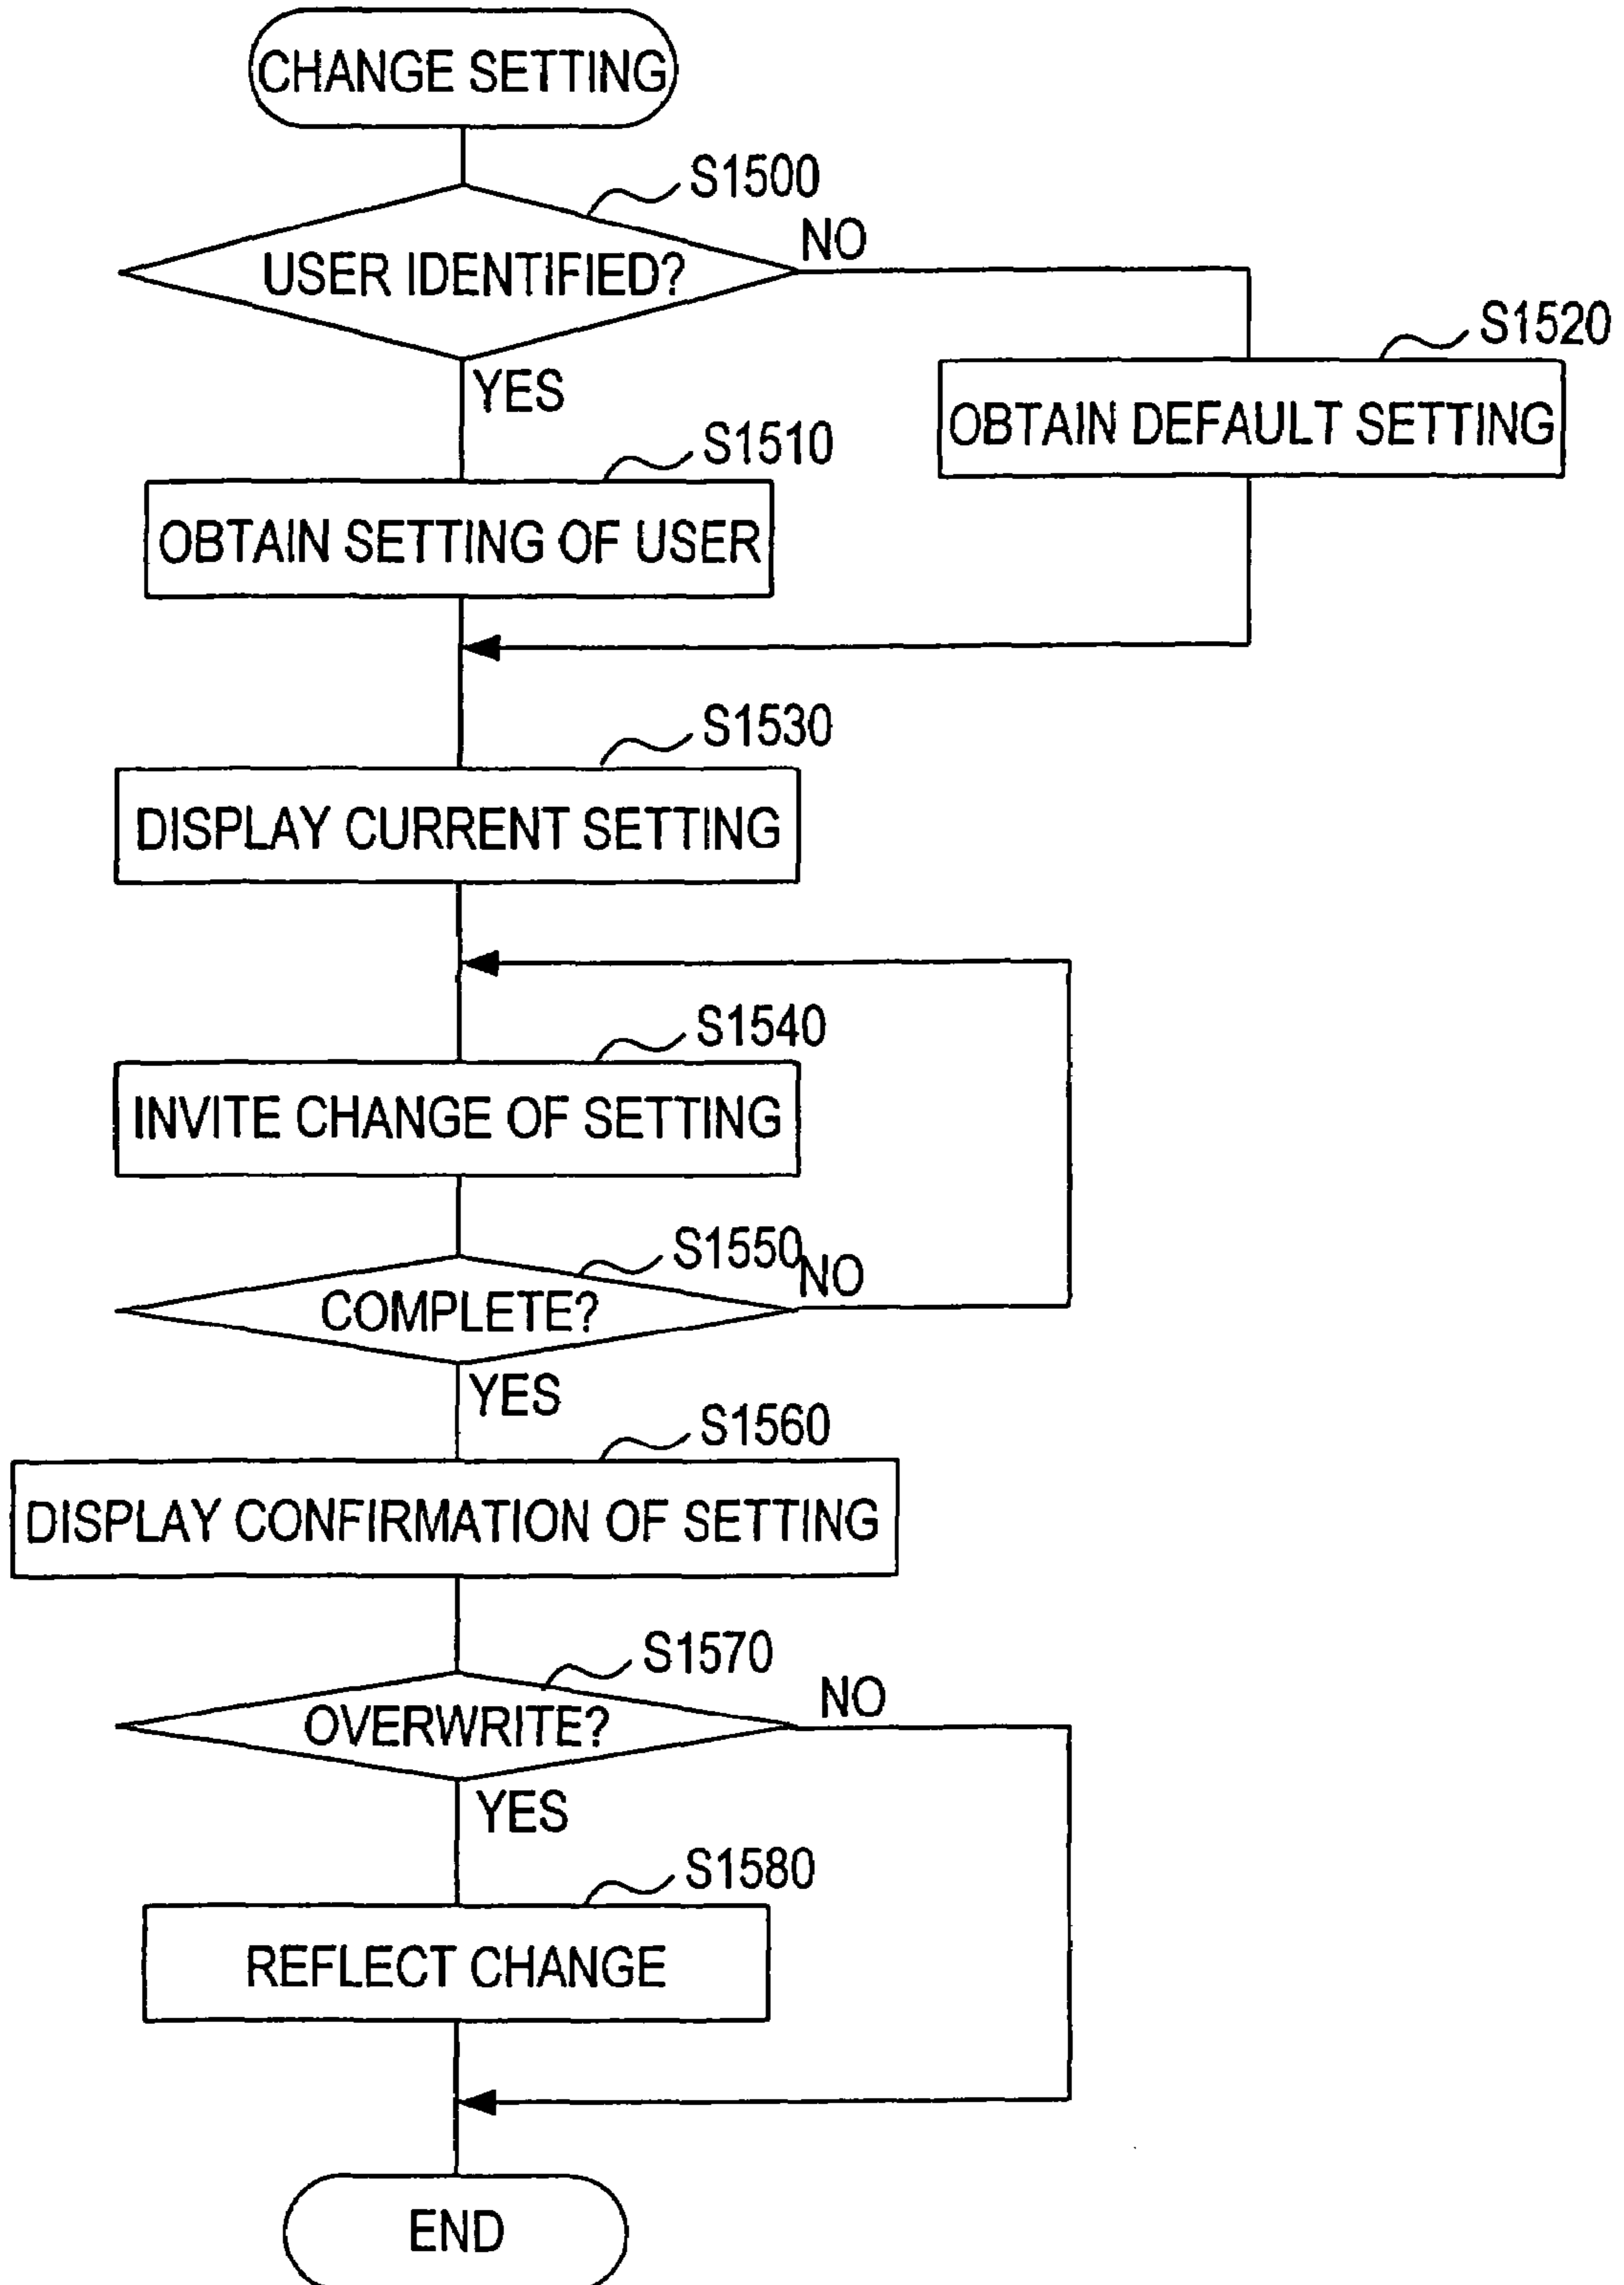 CHANGE SETTING
S1500
USER IDENTIFIED?
NO
S1520
OBTAIN DEFAULT SETTING
YES
S1510
OBTAIN SETTING OF USER
S1530
DISPLAY CURRENT SETTING
S1540
INVITE CHANGE OF SETTING
S1550
NO
COMPLETE?
YES
S1560
DISPLAY CONFIRMATION OF SETTING
S1570
NO
OVERWRITE?
YES
S1580
REFLECT CHANGE
END